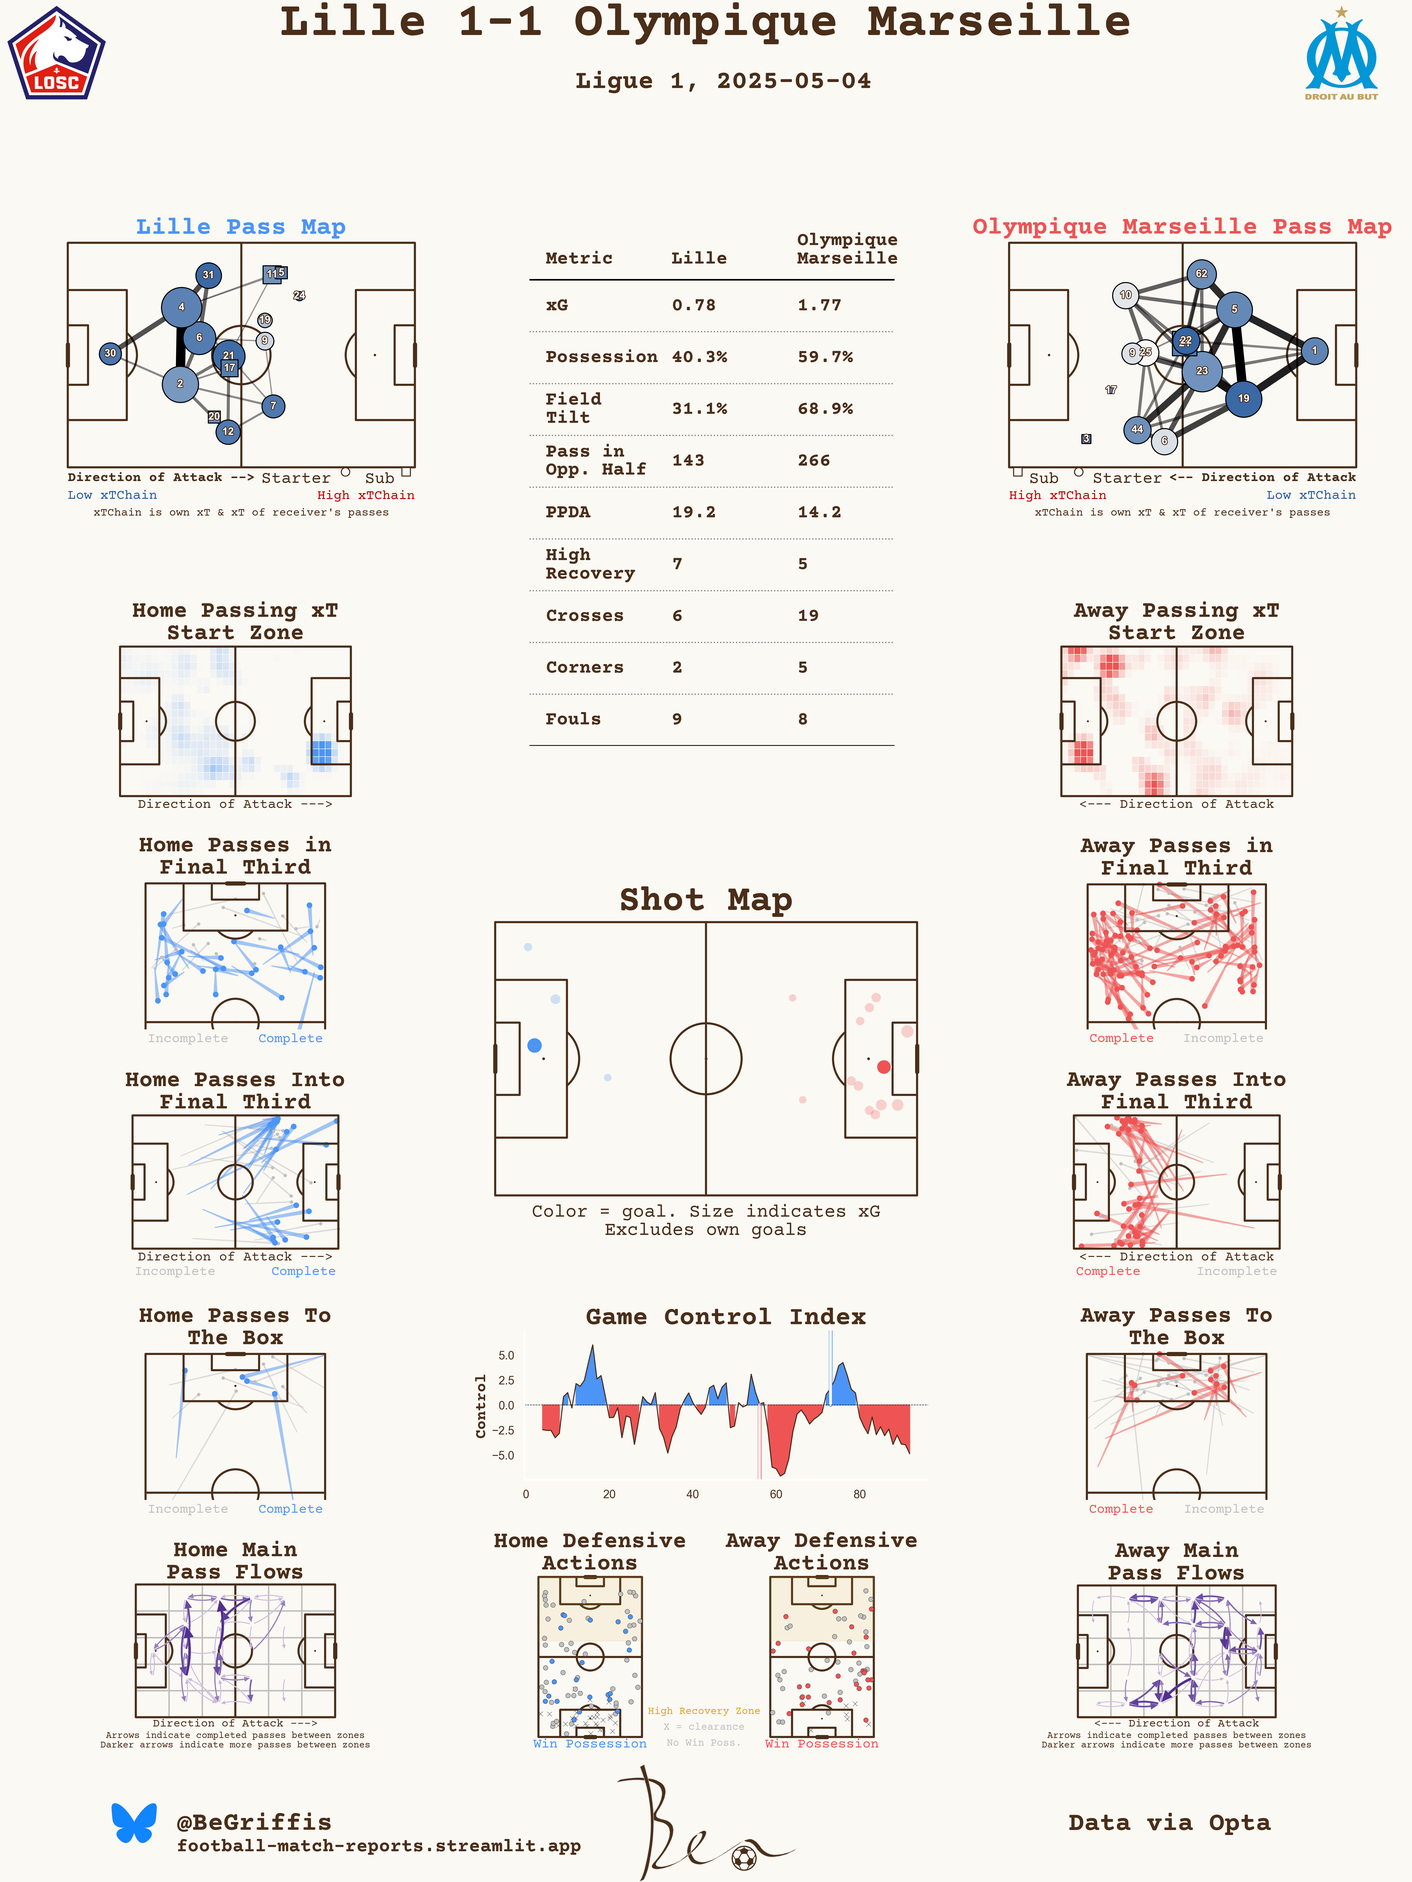 Lille 1-1 Olympique Marseille
Ligue 1, 2025-05-04
LOSC
DROIT AU BUT
Lille Pass Map
31
11
5
24
4
19
6
9
30
21
17
2
7
20
12
Direction of Attack --> Starter Sub
Low xTChain High xTChain
xTChain is own xT & xT of receiver's passes
Metric Lille Olympique Marseille
xG 0.78 1.77
Possession 40.3% 59.7%
Field Tilt 31.1% 68.9%
Pass in Opp. Half 143 266
PPDA 19.2 14.2
High Recovery 7 5
Crosses 6 19
Corners 2 5
Fouls 9 8
Olympique Marseille Pass Map
62
10
5
22
9
25
1
23
17
19
44
6
3
Sub Starter <-- Direction of Attack
High xTChain Low xTChain
xTChain is own xT & xT of receiver's passes
Home Passing xT
Start Zone
Direction of Attack --->
Away Passing xT
Start Zone
<--- Direction of Attack
Home Passes in
Final Third
Incomplete Complete
Away Passes in
Final Third
Complete Incomplete
Shot Map
Color = goal. Size indicates xG
Excludes own goals
Home Passes Into
Final Third
Direction of Attack --->
Incomplete Complete
Away Passes Into
Final Third
<--- Direction of Attack
Complete Incomplete
Home Passes To
The Box
Incomplete Complete
Game Control Index
Control
5.0
2.5
0.0
−2.5
−5.0
0 20 40 60 80
Away Passes To
The Box
Complete Incomplete
Home Main
Pass Flows
Direction of Attack --->
Arrows indicate completed passes between zones
Darker arrows indicate more passes between zones
Home Defensive
Actions
Win Possession
High Recovery Zone
X = clearance
No Win Poss.
Away Defensive
Actions
Win Possession
Away Main
Pass Flows
<--- Direction of Attack
Arrows indicate completed passes between zones
Darker arrows indicate more passes between zones
@BeGriffis
football-match-reports.streamlit.app
Ben
Data via Opta